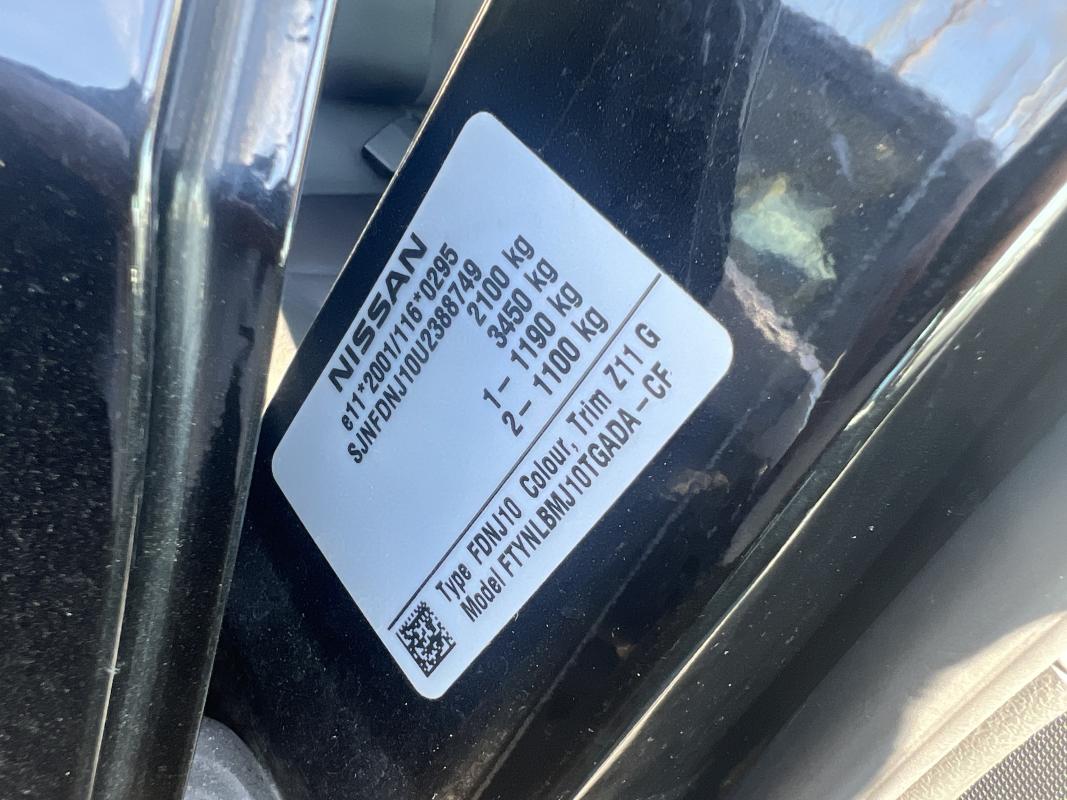 NISSAN
e11*2001/116*0295
SJNFDNJ10U2388749
2100 kg
3450 kg
1- 1190 kg
2- 1100 kg
Type FDNJ10 Colour, Trim Z11 G
Model FTYNLBMJ10TGADA-CF